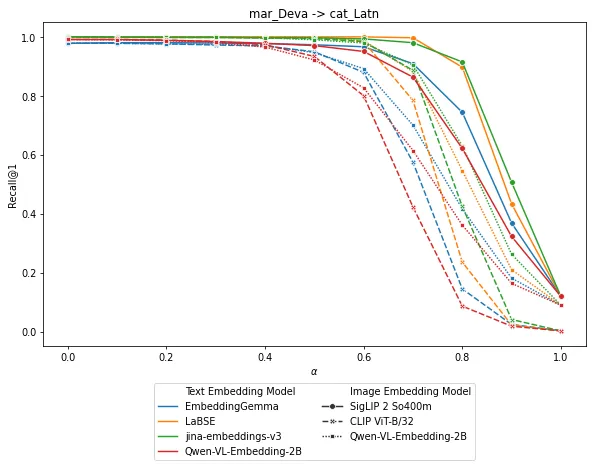 mar_Deva -> cat_Latn
Recall@1
1.0
0.8
0.6
0.4
0.2
0.0
0.0 0.2 0.4 0.6 0.8 1.0
α
Text Embedding Model
EmbeddingGemma
LaBSE
jina-embeddings-v3
Qwen-VL-Embedding-2B
Image Embedding Model
SigLIP 2 So400m
CLIP ViT-B/32
Qwen-VL-Embedding-2B